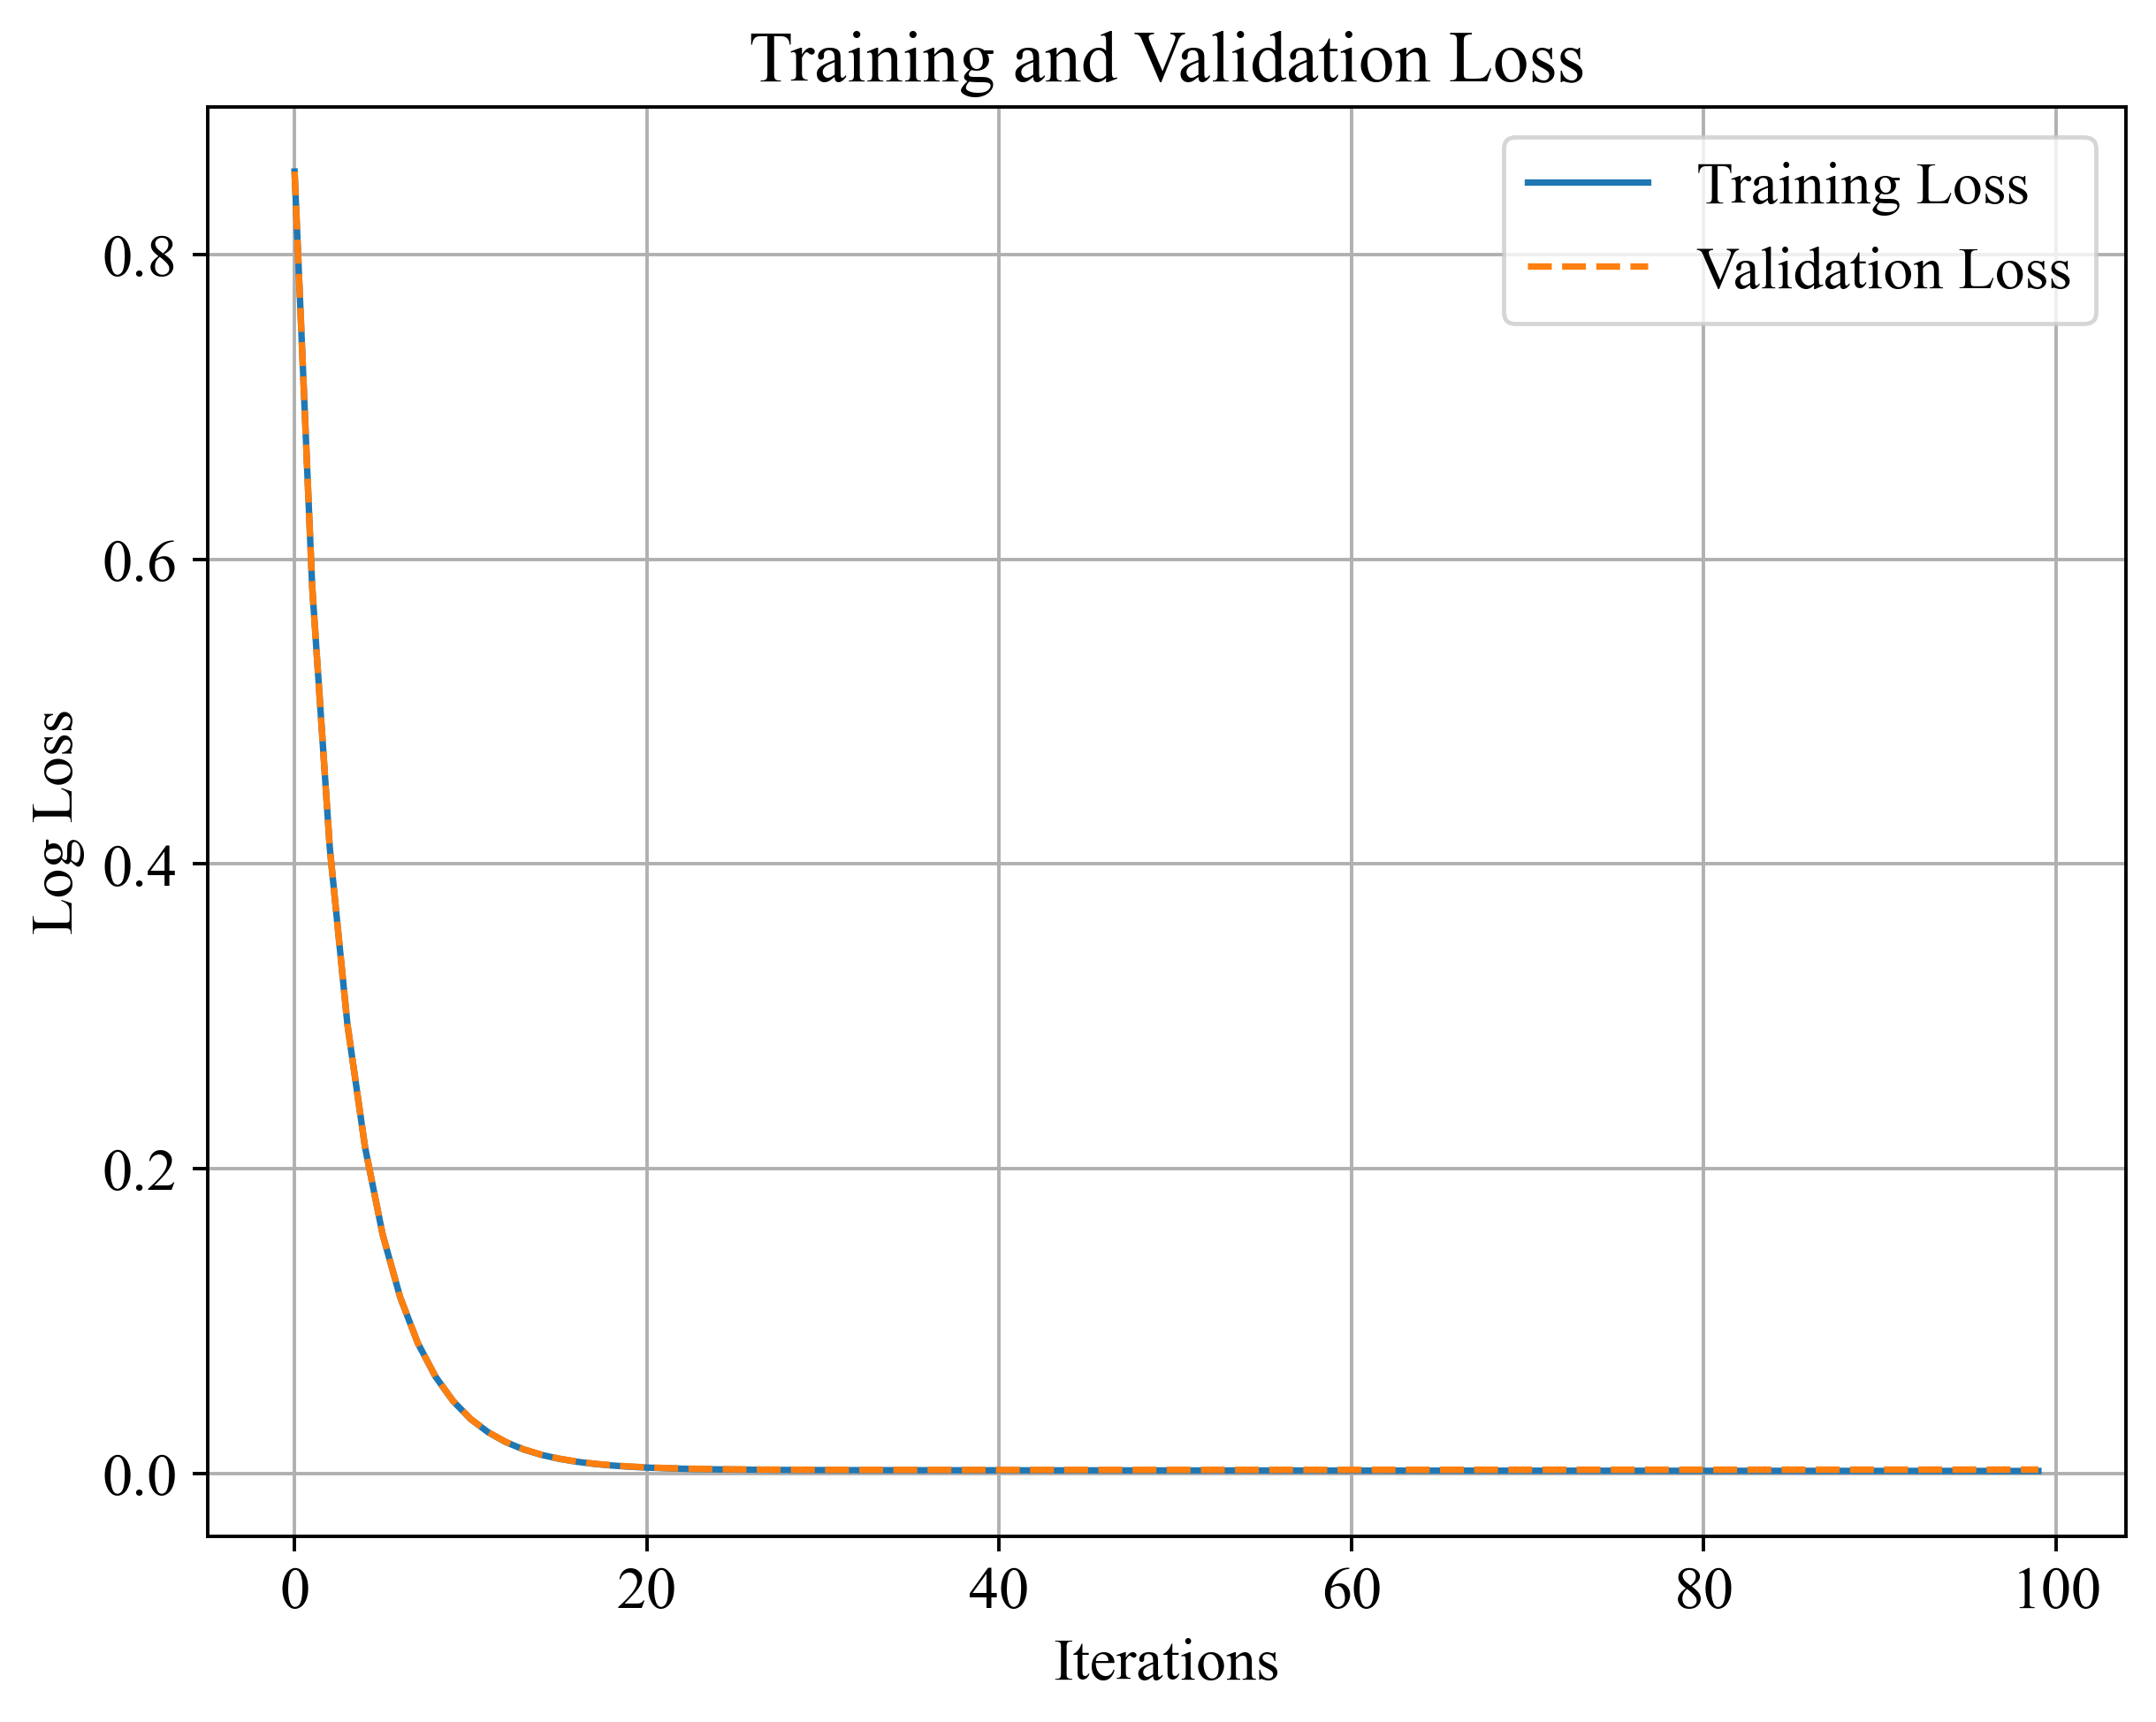 Training and Validation Loss
Training Loss
Validation Loss
Log Loss
0.8
0.6
0.4
0.2
0.0
0 20 40 60 80 100
Iterations